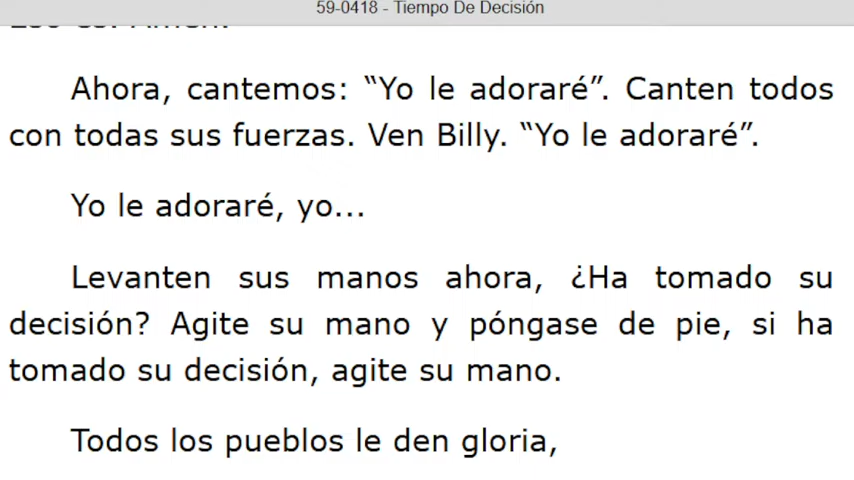 59-0418 - Tiempo De Decisión
Ahora, cantemos: “Yo le adoraré”. Canten todos
con todas sus fuerzas. Ven Billy. “Yo le adoraré”.
Yo le adoraré, yo...
Levanten sus manos ahora, ¿Ha tomado su
decisión? Agite su mano y póngase de pie, si ha
tomado su decisión, agite su mano.
Todos los pueblos le den gloria,